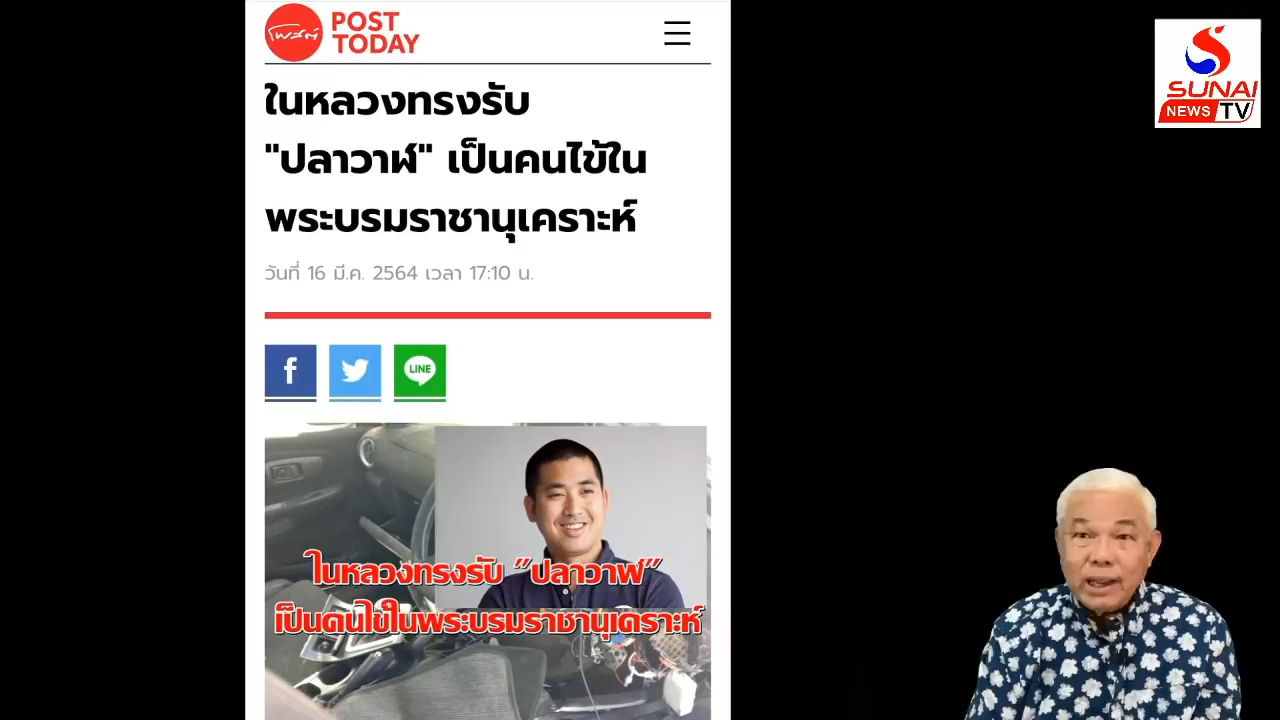 โพสต์
POST
TODAY
SUNAI
NEWS TV
ในหลวงทรงรับ
"ปลาวาฬ" เป็นคนไข้ใน
พระบรมราชานุเคราะห์
วันที่ 16 มี.ค. 2564 เวลา 17:10 น.
f
LINE
ในหลวงทรงรับ "ปลาวาฬ"
เป็นคนไข้ในพระบรมราชานุเคราะห์